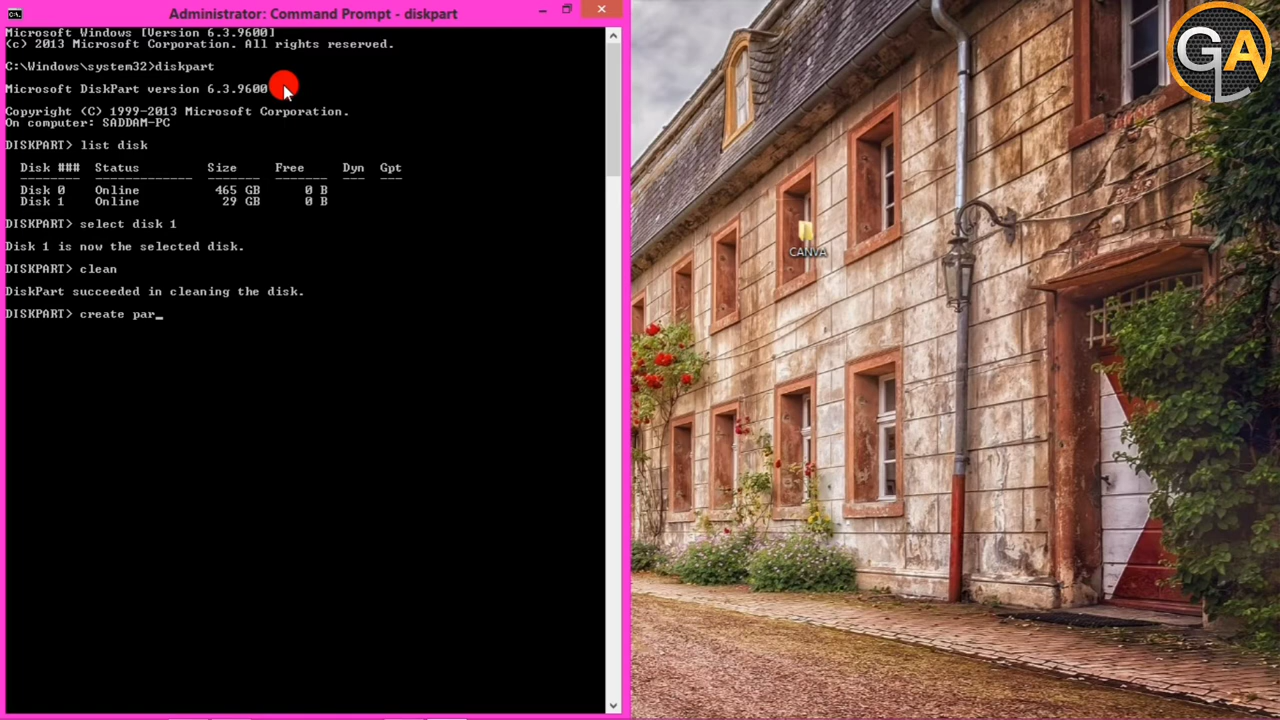 Administrator: Command Prompt - diskpart
Microsoft Windows [Version 6.3.9600]
(c) 2013 Microsoft Corporation. All rights reserved.
C:\Windows\system32>diskpart
Microsoft DiskPart version 6.3.9600
Copyright (C) 1999-2013 Microsoft Corporation.
On computer: SADDAM-PC
DISKPART> list disk
Disk ### Status Size Free Dyn Gpt
-------- ------------- ------- ------- --- ---
Disk 0 Online 465 GB 0 B
Disk 1 Online 29 GB 0 B
DISKPART> select disk 1
Disk 1 is now the selected disk.
DISKPART> clean
DiskPart succeeded in cleaning the disk.
DISKPART> create par_
CANVA
GA